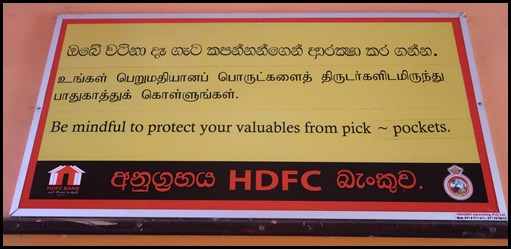 ඔබේ වටිනා දෑ ගැට කපන්නන්ගෙන් ආරක්ෂා කර ගන්න.
உங்கள் பெறுமதியானப் பொருட்களைத் திருடர்களிடமிருந்து
பாதுகாத்துக் கொள்ளுங்கள்.
Be mindful to protect your valuables from pick ~ pockets.
අනුග්‍රහය HDFC බැංකුව.
HDFC BANK